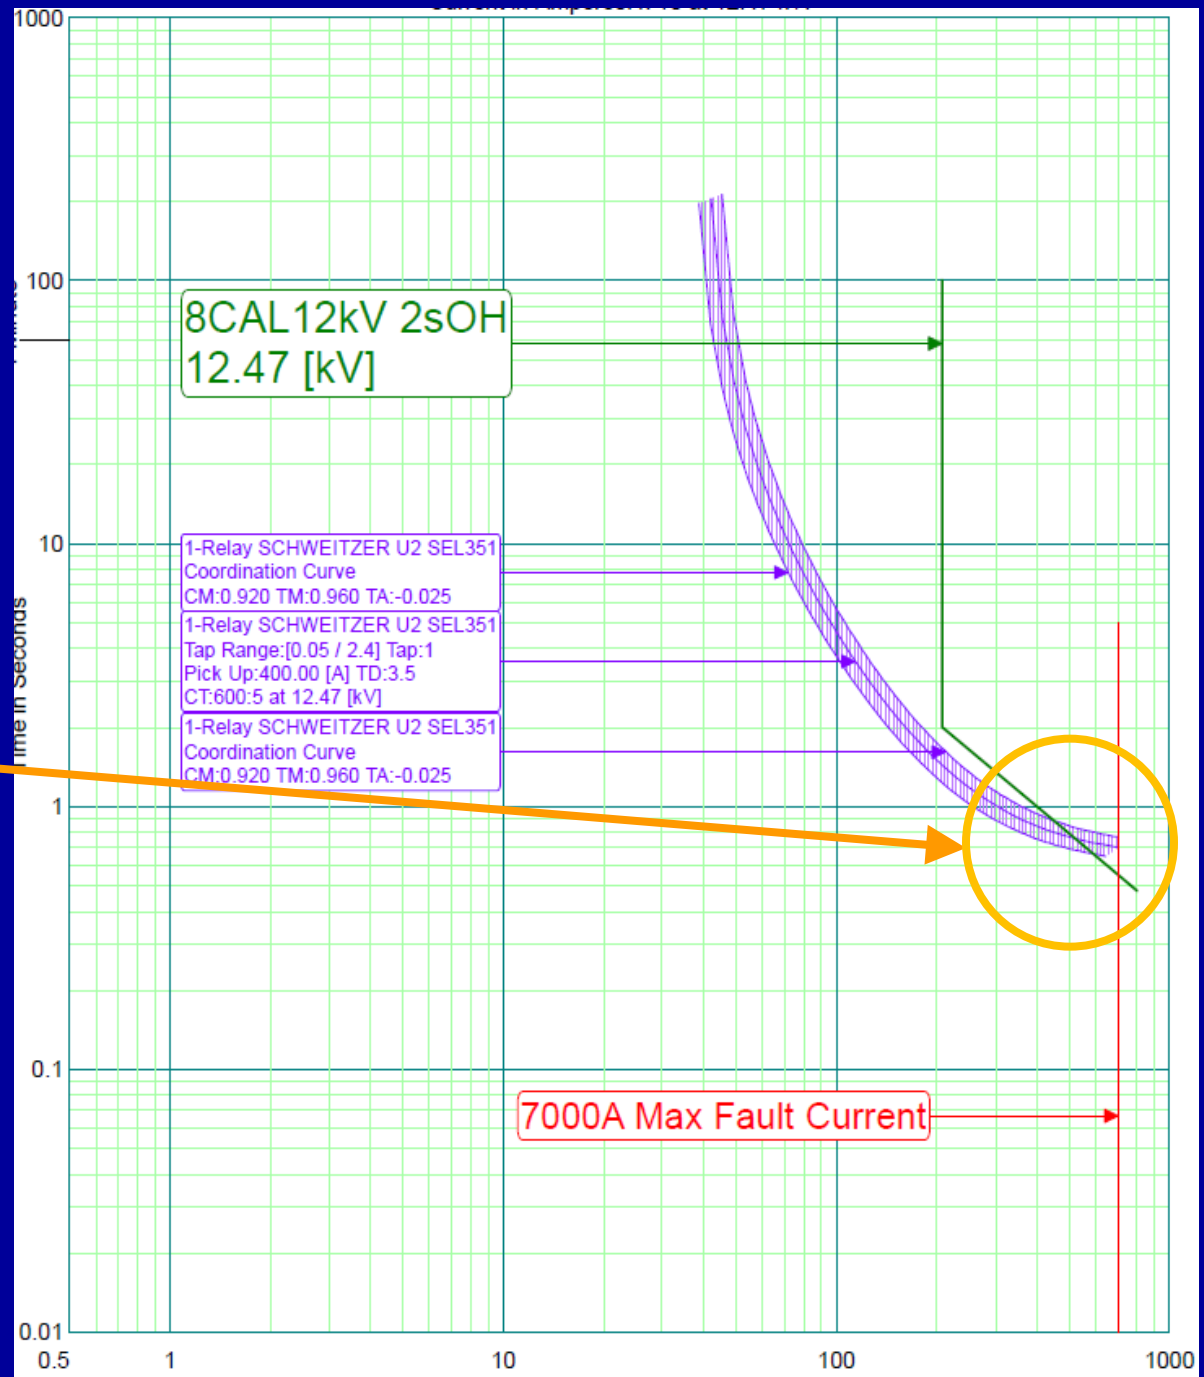 1000
100
8CAL12kV 2sOH
12.47 [kV]
10
1-Relay SCHWEITZER U2 SEL351
Coordination Curve
CM:0.920 TM:0.960 TA:-0.025
1-Relay SCHWEITZER U2 SEL351
Tap Range:[0.05 / 2.4] Tap:1
Pick Up:400.00 [A] TD:3.5
CT:600:5 at 12.47 [kV]
1-Relay SCHWEITZER U2 SEL351
Coordination Curve
CM:0.920 TM:0.960 TA:-0.025
Time in Seconds
1
0.1
7000A Max Fault Current
0.01
0.5 1 10 100 1000